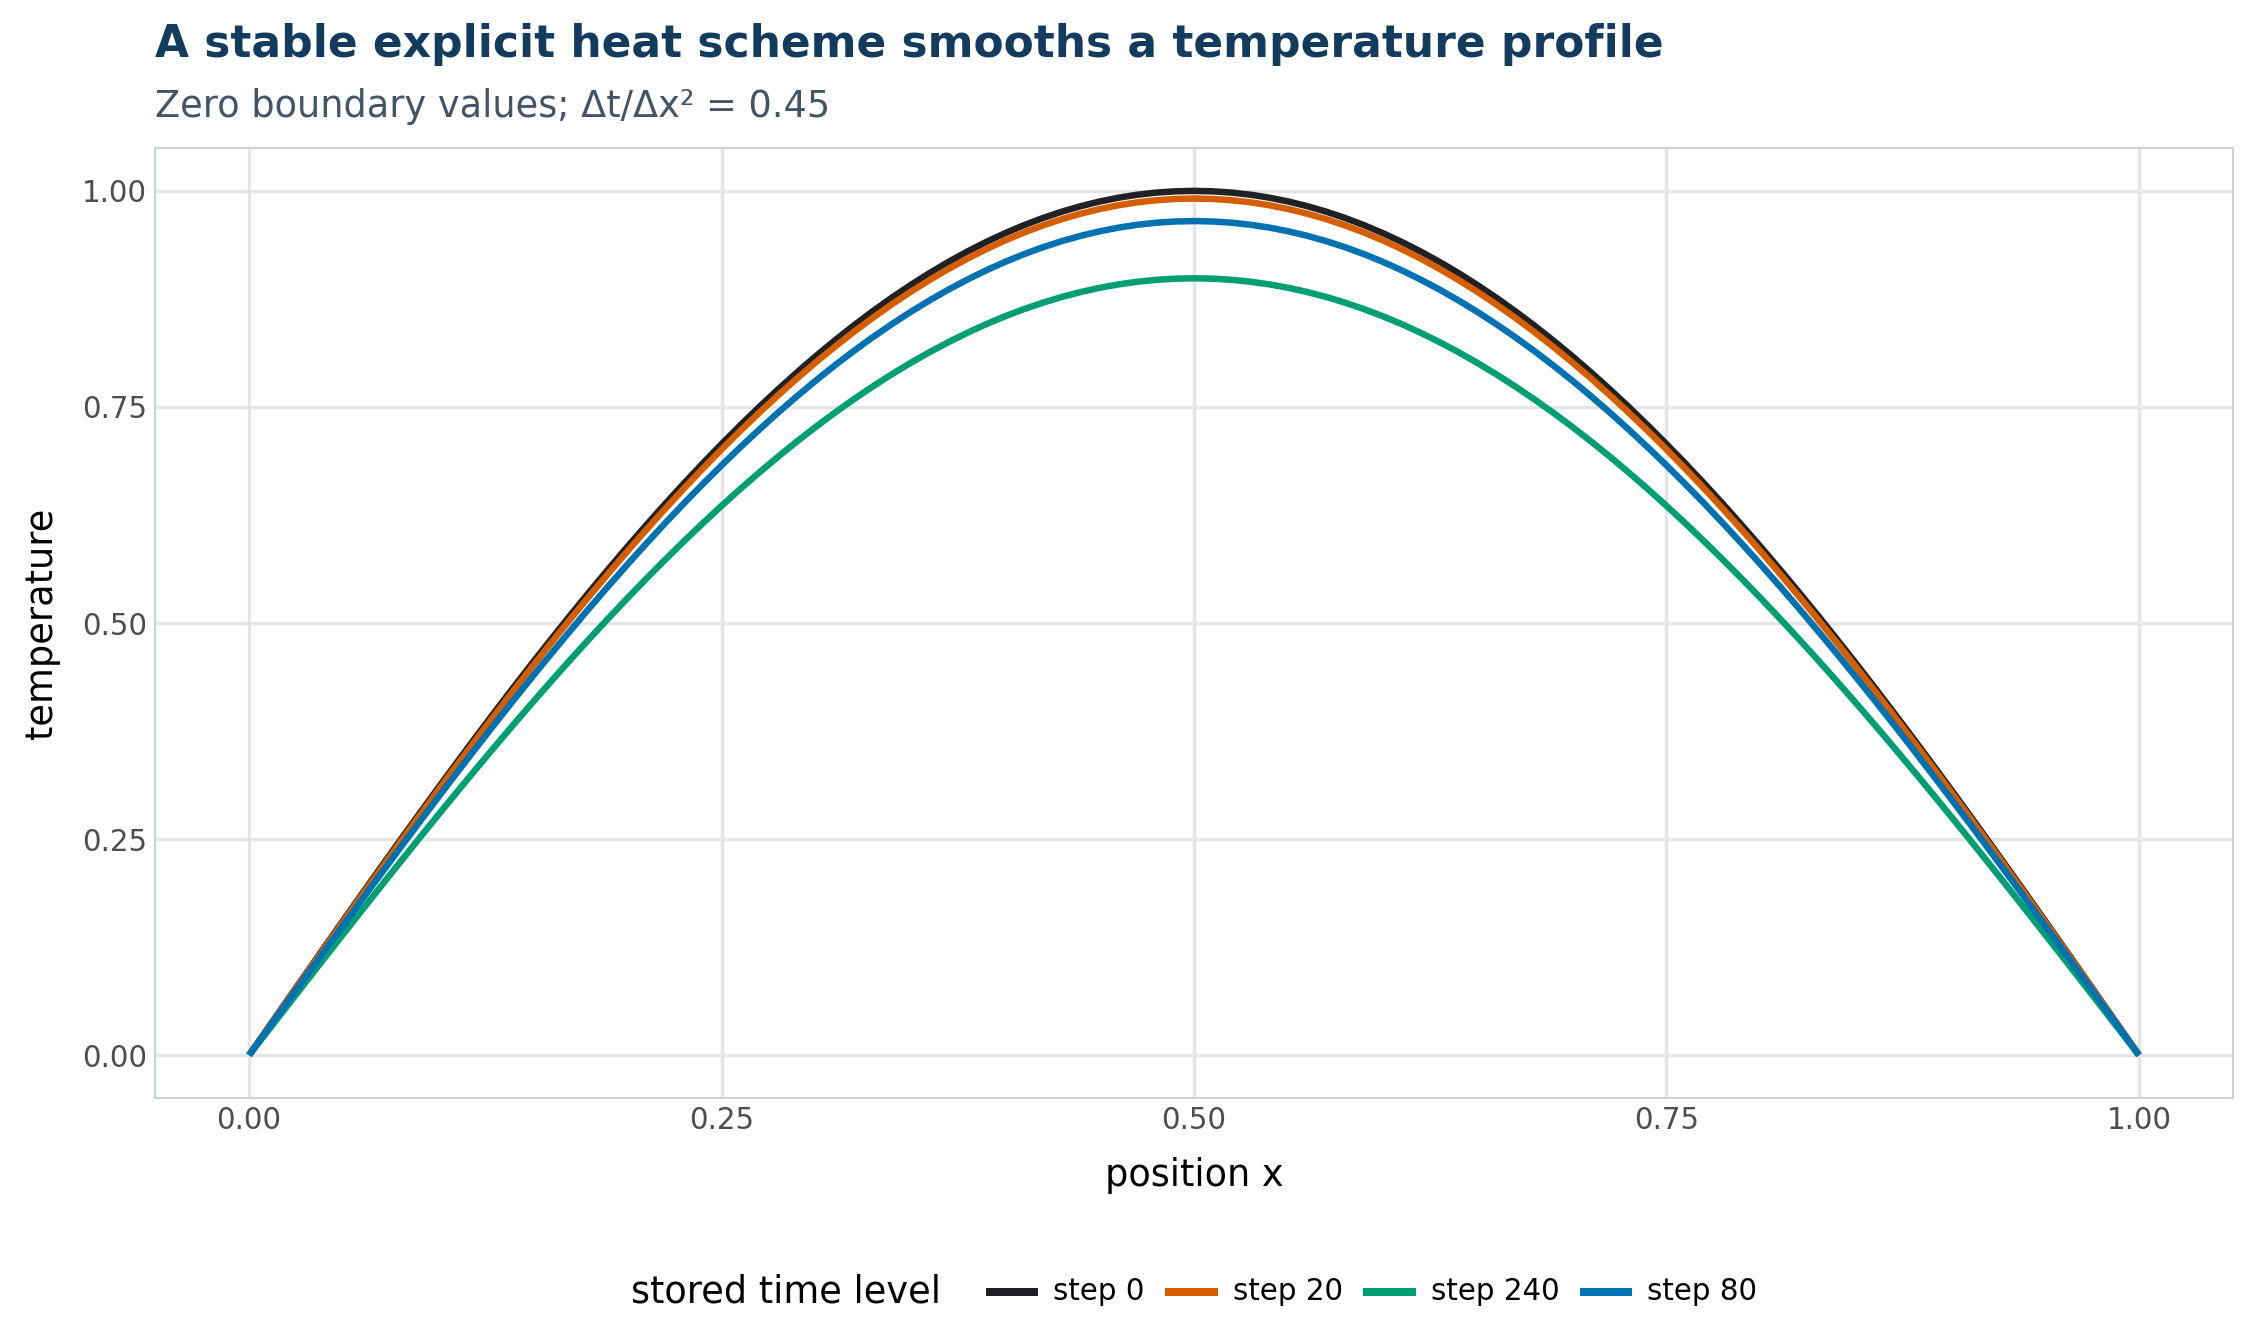 A stable explicit heat scheme smooths a temperature profile
Zero boundary values; Δt/Δx² = 0.45
temperature
1.00
0.75
0.50
0.25
0.00
0.00 0.25 0.50 0.75 1.00
position x
stored time level step 0 step 20 step 240 step 80